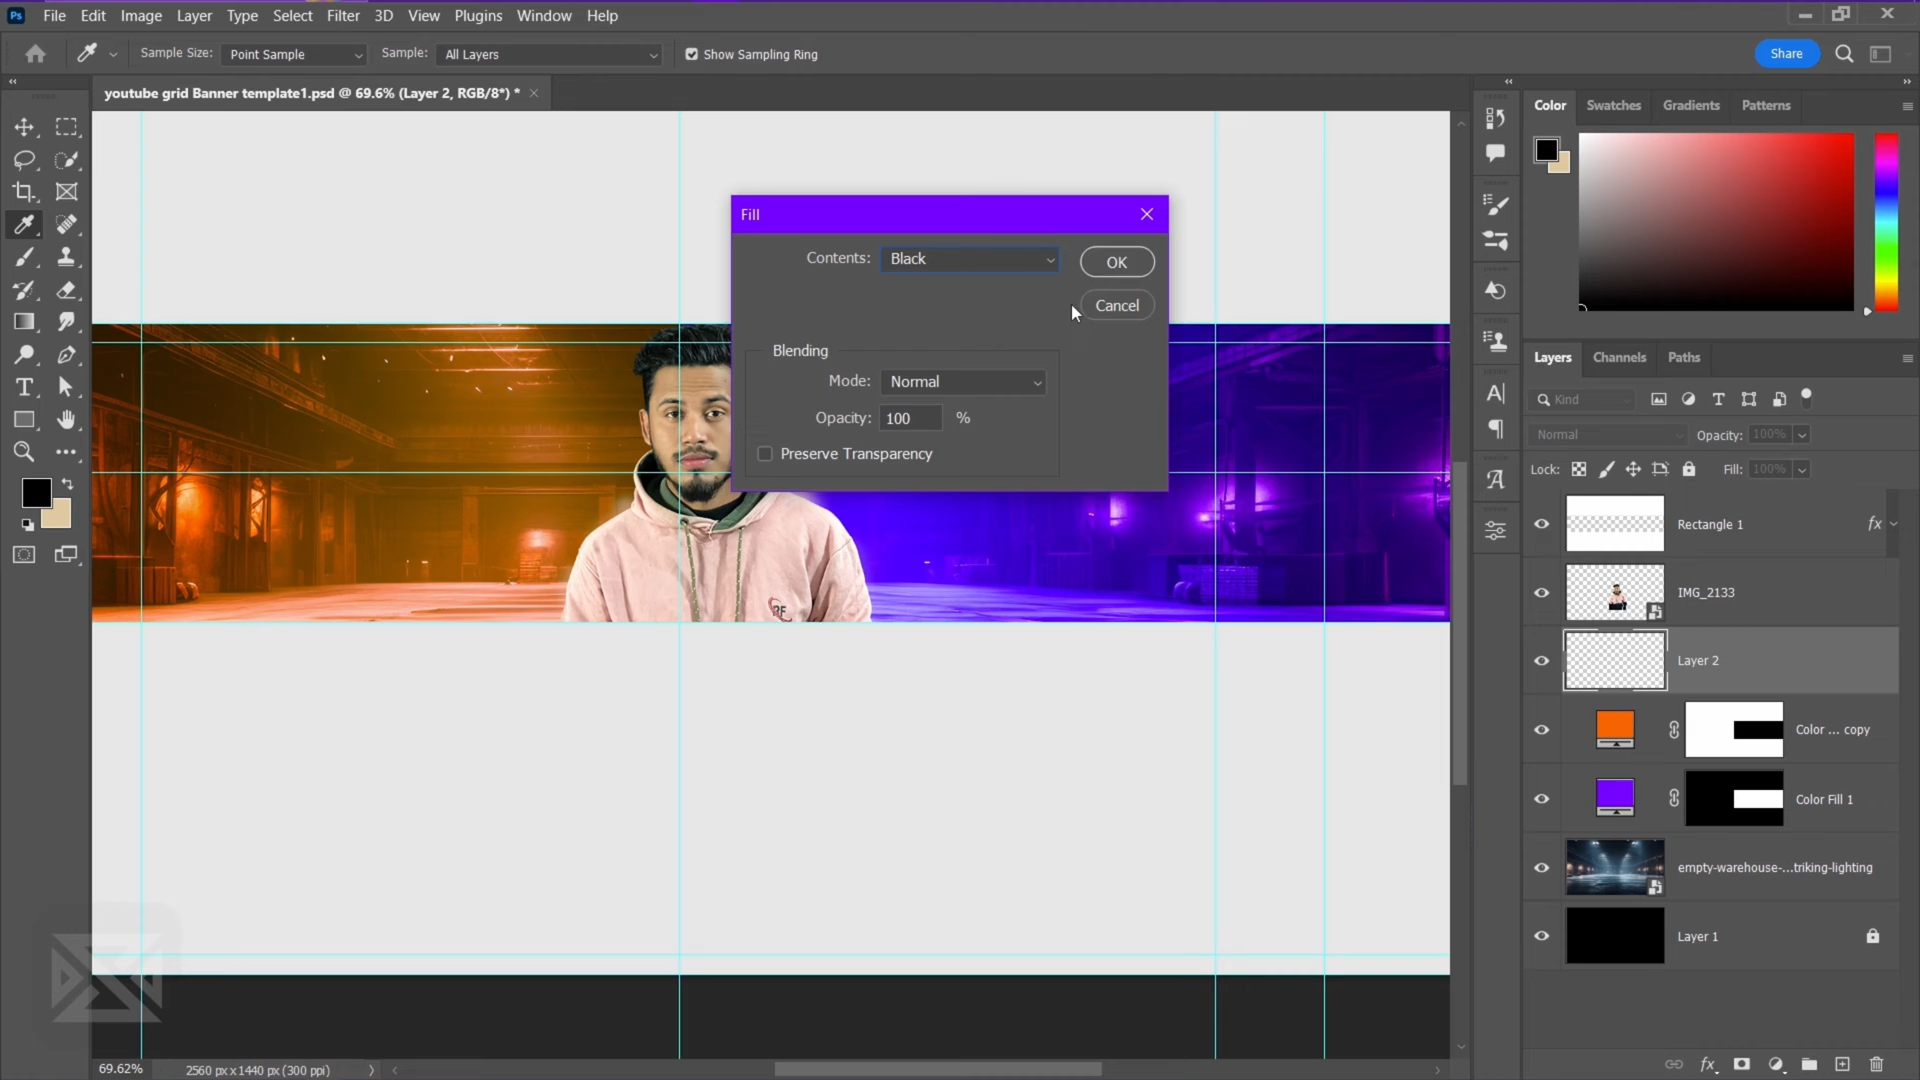 Ps File Edit Image Layer Type Select Filter 3D View Plugins Window Help
Sample Size: Point Sample Sample: All Layers Show Sampling Ring Share
youtube grid Banner template1.psd @ 69.6% (Layer 2, RGB/8*) *
Color Swatches Gradients Patterns
Fill
Contents: Black OK
Cancel
Blending
Mode: Normal
Opacity: 100 %
Preserve Transparency
RF
Layers Channels Paths
Kind
Normal Opacity: 100%
Lock: Fill: 100%
Rectangle 1 fx
IMG_2133
Layer 2
Color ... copy
Color Fill 1
empty-warehouse-...triking-lighting
Layer 1
69.62% 2560 px x 1440 px (300 ppi)